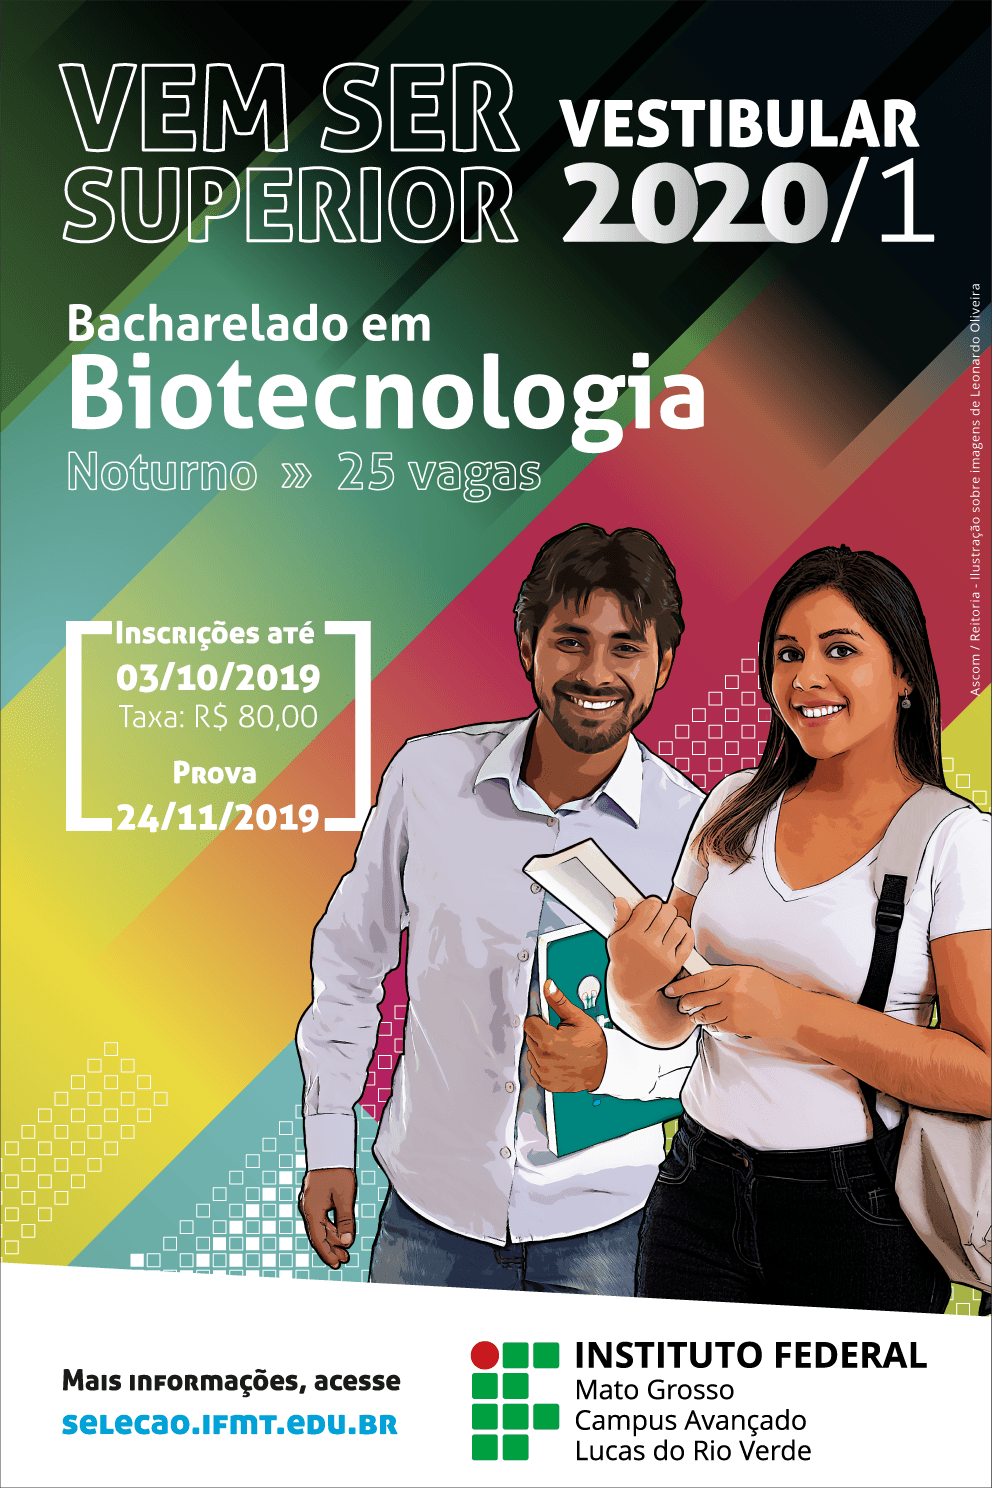 VEM SER
SUPERIOR
VESTIBULAR
2020/1
Bacharelado em
Biotecnologia
Noturno » 25 vagas
Inscrições até
03/10/2019
Taxa: R$ 80,00
Prova
24/11/2019
Ascom / Reitoria - Ilustração sobre imagens de Leonardo Oliveira
Mais informações, acesse
selecao.ifmt.edu.br
INSTITUTO FEDERAL
Mato Grosso
Campus Avançado
Lucas do Rio Verde